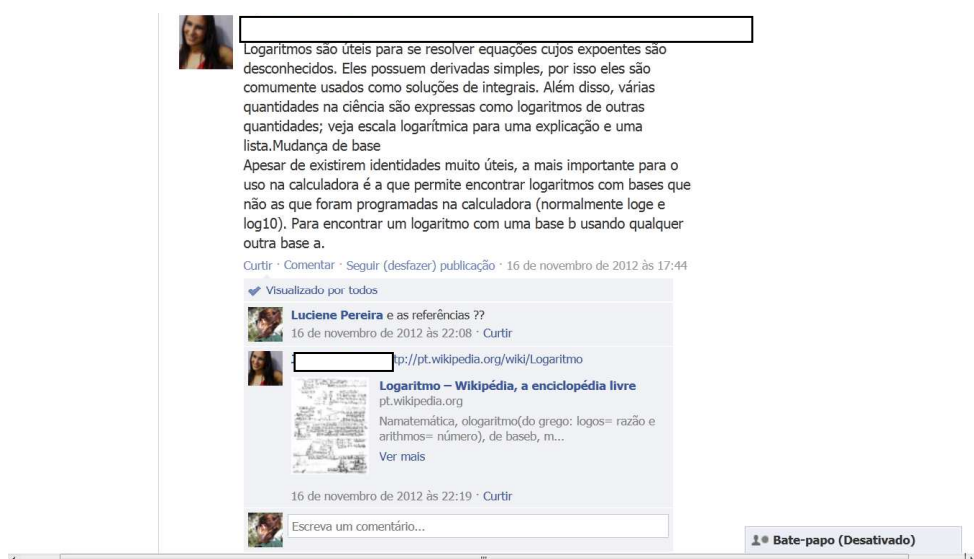 Logaritmos são úteis para se resolver equações cujos expoentes são
desconhecidos. Eles possuem derivadas simples, por isso eles são
comumente usados como soluções de integrais. Além disso, várias
quantidades na ciência são expressas como logaritmos de outras
quantidades; veja escala logarítmica para uma explicação e uma
lista.Mudança de base
Apesar de existirem identidades muito úteis, a mais importante para o
uso na calculadora é a que permite encontrar logaritmos com bases que
não as que foram programadas na calculadora (normalmente loge e
log10). Para encontrar um logaritmo com uma base b usando qualquer
outra base a.
Curtir · Comentar · Seguir (desfazer) publicação · 16 de novembro de 2012 às 17:44
Visualizado por todos
Luciene Pereira e as referências ??
16 de novembro de 2012 às 22:08 · Curtir
tp://pt.wikipedia.org/wiki/Logaritmo
Logaritmo – Wikipédia, a enciclopédia livre
pt.wikipedia.org
Namatemática, ologaritmo(do grego: logos= razão e
arithmos= número), de baseb, m...
Ver mais
16 de novembro de 2012 às 22:19 · Curtir
Escreva um comentário...
Bate-papo (Desativado)